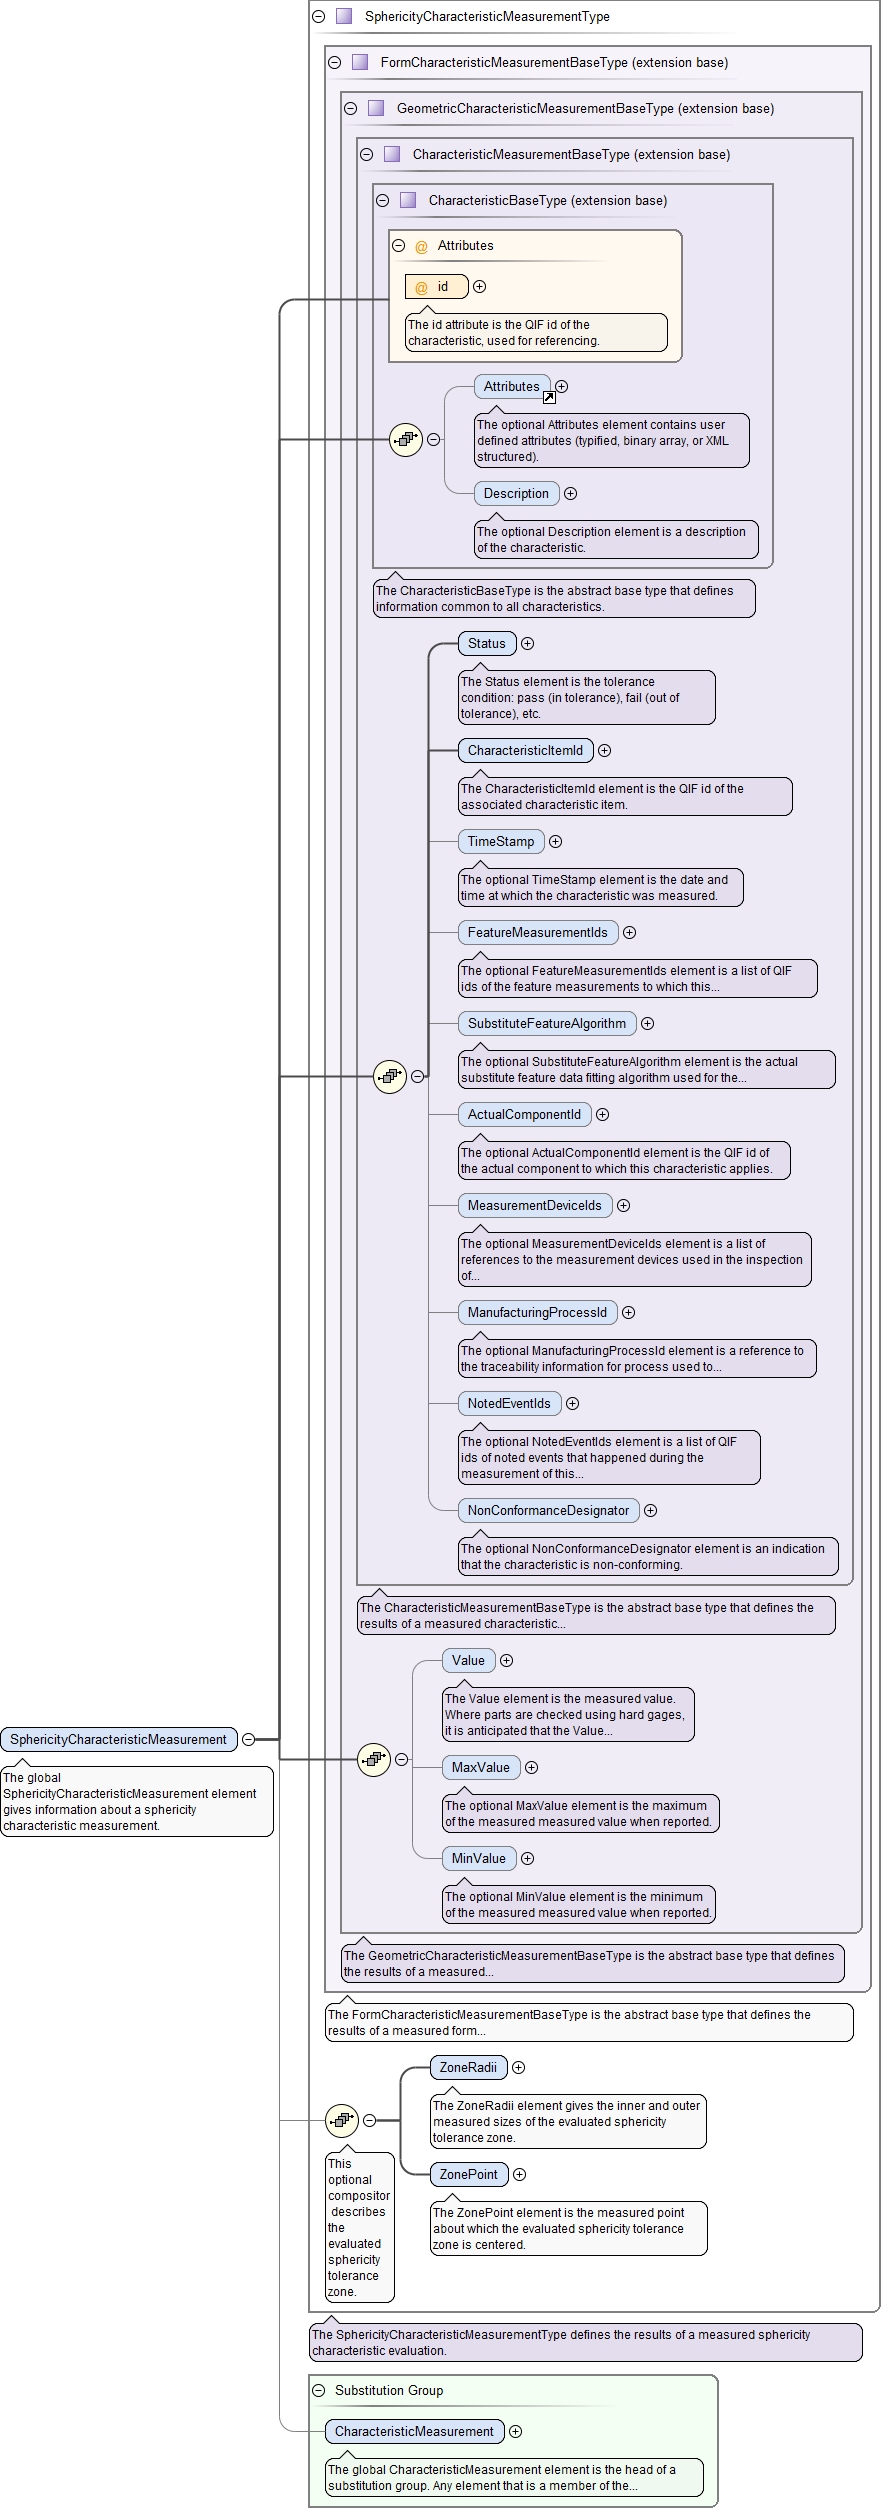 SphericityCharacteristicMeasurementType
FormCharacteristicMeasurementBaseType (extension base)
GeometricCharacteristicMeasurementBaseType (extension base)
CharacteristicMeasurementBaseType (extension base)
CharacteristicBaseType (extension base)
@ Attributes
@ id
The id attribute is the QIF id of the
characteristic, used for referencing.
Attributes
The optional Attributes element contains user
defined attributes (typified, binary array, or XML
structured).
Description
The optional Description element is a description
of the characteristic.
The CharacteristicBaseType is the abstract base type that defines
information common to all characteristics.
Status
The Status element is the tolerance
condition: pass (in tolerance), fail (out of
tolerance), etc.
CharacteristicItemId
The CharacteristicItemId element is the QIF id of the
associated characteristic item.
TimeStamp
The optional TimeStamp element is the date and
time at which the characteristic was measured.
FeatureMeasurementIds
The optional FeatureMeasurementIds element is a list of QIF
ids of the feature measurements to which this...
SubstituteFeatureAlgorithm
The optional SubstituteFeatureAlgorithm element is the actual
substitute feature data fitting algorithm used for the...
ActualComponentId
The optional ActualComponentId element is the QIF id of
the actual component to which this characteristic applies.
MeasurementDeviceIds
The optional MeasurementDeviceIds element is a list of
references to the measurement devices used in the inspection
of...
ManufacturingProcessId
The optional ManufacturingProcessId element is a reference to
the traceability information for process used to...
NotedEventIds
The optional NotedEventIds element is a list of QIF
ids of noted events that happened during the
measurement of this...
NonConformanceDesignator
The optional NonConformanceDesignator element is an indication
that the characteristic is non-conforming.
The CharacteristicMeasurementBaseType is the abstract base type that defines the
results of a measured characteristic...
Value
The Value element is the measured value.
Where parts are checked using hard gages,
it is anticipated that the Value...
MaxValue
The optional MaxValue element is the maximum
of the measured measured value when reported.
MinValue
The optional MinValue element is the minimum
of the measured measured value when reported.
SphericityCharacteristicMeasurement
The global
SphericityCharacteristicMeasurement element
gives information about a sphericity
characteristic measurement.
The GeometricCharacteristicMeasurementBaseType is the abstract base type that defines
the results of a measured...
The FormCharacteristicMeasurementBaseType is the abstract base type that defines the
results of a measured form...
ZoneRadii
The ZoneRadii element gives the inner and outer
measured sizes of the evaluated sphericity
tolerance zone.
ZonePoint
The ZonePoint element is the measured point
about which the evaluated sphericity tolerance
zone is centered.
This
optional
compositor
describes
the
evaluated
sphericity
tolerance
zone.
The SphericityCharacteristicMeasurementType defines the results of a measured sphericity
characteristic evaluation.
Substitution Group
CharacteristicMeasurement
The global CharacteristicMeasurement element is the head of a
substitution group. Any element that is a member of the...